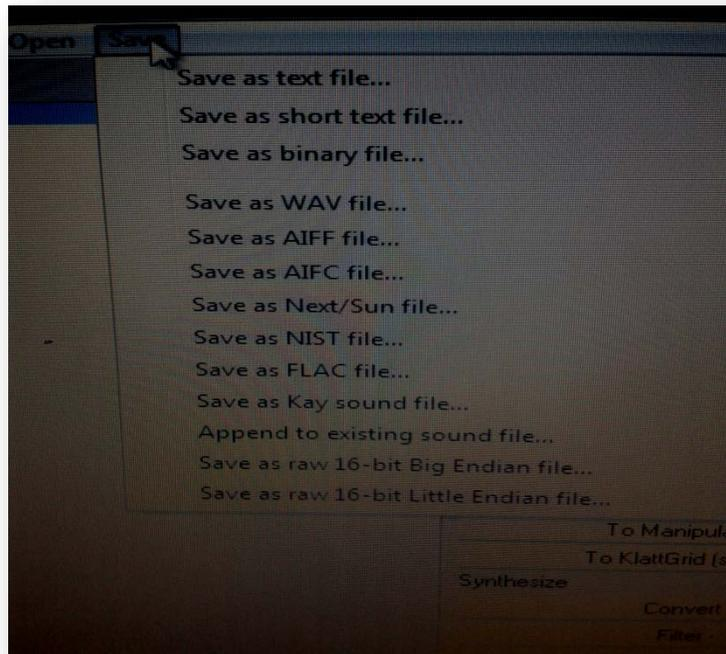 Open Save
Save as text file...
Save as short text file...
Save as binary file...
Save as WAV file...
Save as AIFF file...
Save as AIFC file...
Save as Next/Sun file...
Save as NIST file...
Save as FLAC file...
Save as Kay sound file...
Append to existing sound file...
Save as raw 16-bit Big Endian file...
Save as raw 16-bit Little Endian file...
To Manipula
To KlattGrid (s
Synthesize
Convert
Filter -